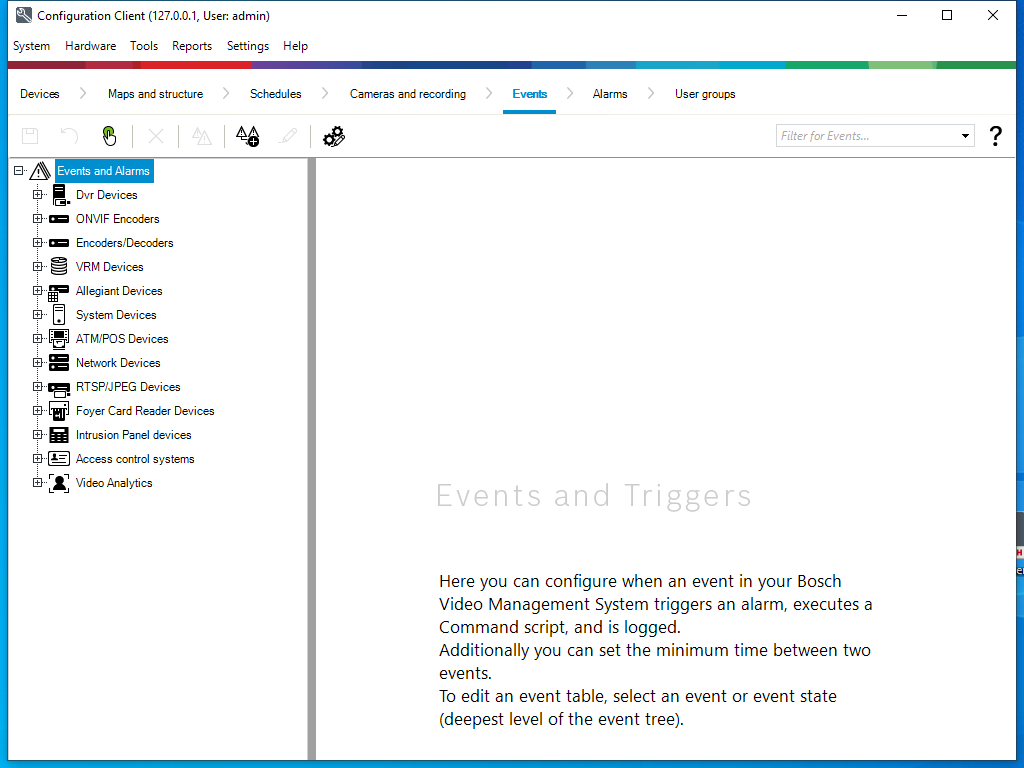 Configuration Client (127.0.0.1, User: admin)
System Hardware Tools Reports Settings Help
Devices Maps and structure Schedules Cameras and recording Events Alarms User groups
Filter for Events... ?
Events and Alarms
Dvr Devices
ONVIF Encoders
Encoders/Decoders
VRM Devices
Allegiant Devices
System Devices
ATM/POS Devices
Network Devices
RTSP/JPEG Devices
Foyer Card Reader Devices
Intrusion Panel devices
Access control systems
Video Analytics
Events and Triggers
Here you can configure when an event in your Bosch
Video Management System triggers an alarm, executes a
Command script, and is logged.
Additionally you can set the minimum time between two
events.
To edit an event table, select an event or event state
(deepest level of the event tree).